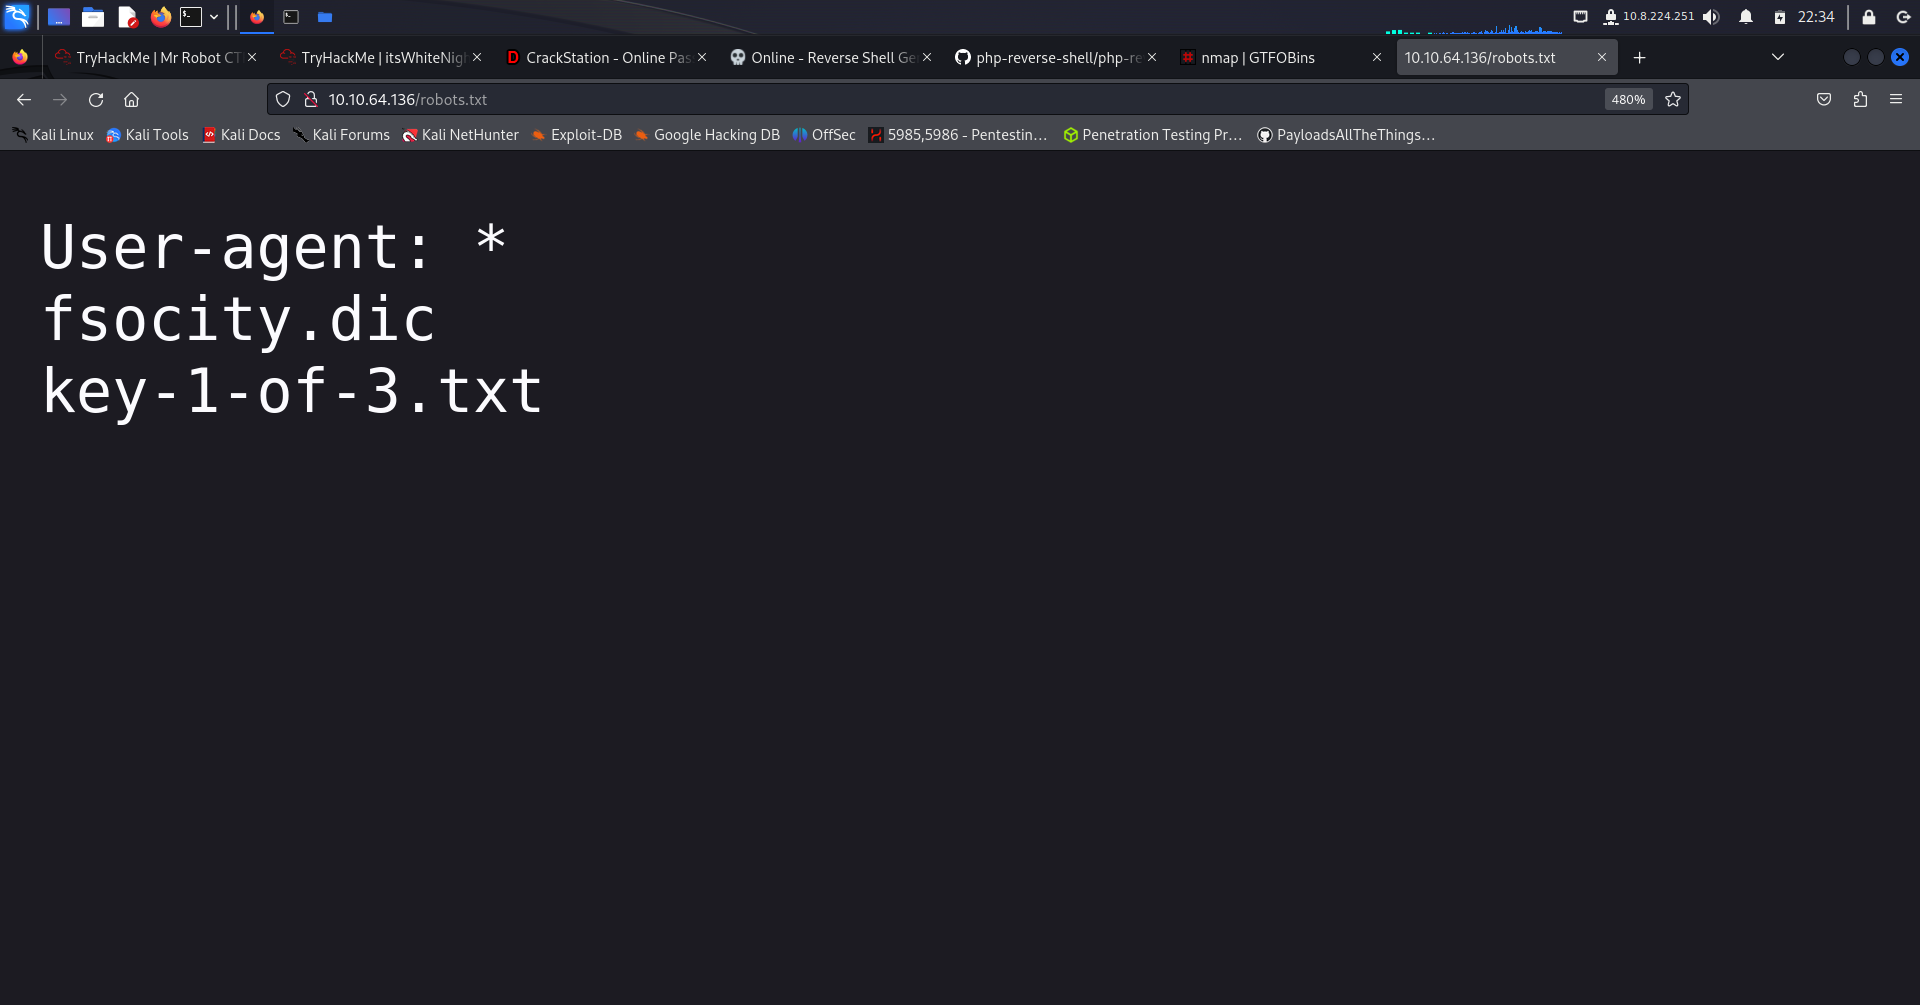 10.8.224.251
22:34
TryHackMe | Mr Robot CT
TryHackMe | itsWhiteNig
CrackStation - Online Pas
Online - Reverse Shell Ge
php-reverse-shell/php-re
nmap | GTFOBins
10.10.64.136/robots.txt
10.10.64.136/robots.txt
480%
Kali Linux
Kali Tools
Kali Docs
Kali Forums
Kali NetHunter
Exploit-DB
Google Hacking DB
OffSec
5985,5986 - Pentestin…
Penetration Testing Pr…
PayloadsAllTheThings…
User-agent: *
fsocity.dic
key-1-of-3.txt